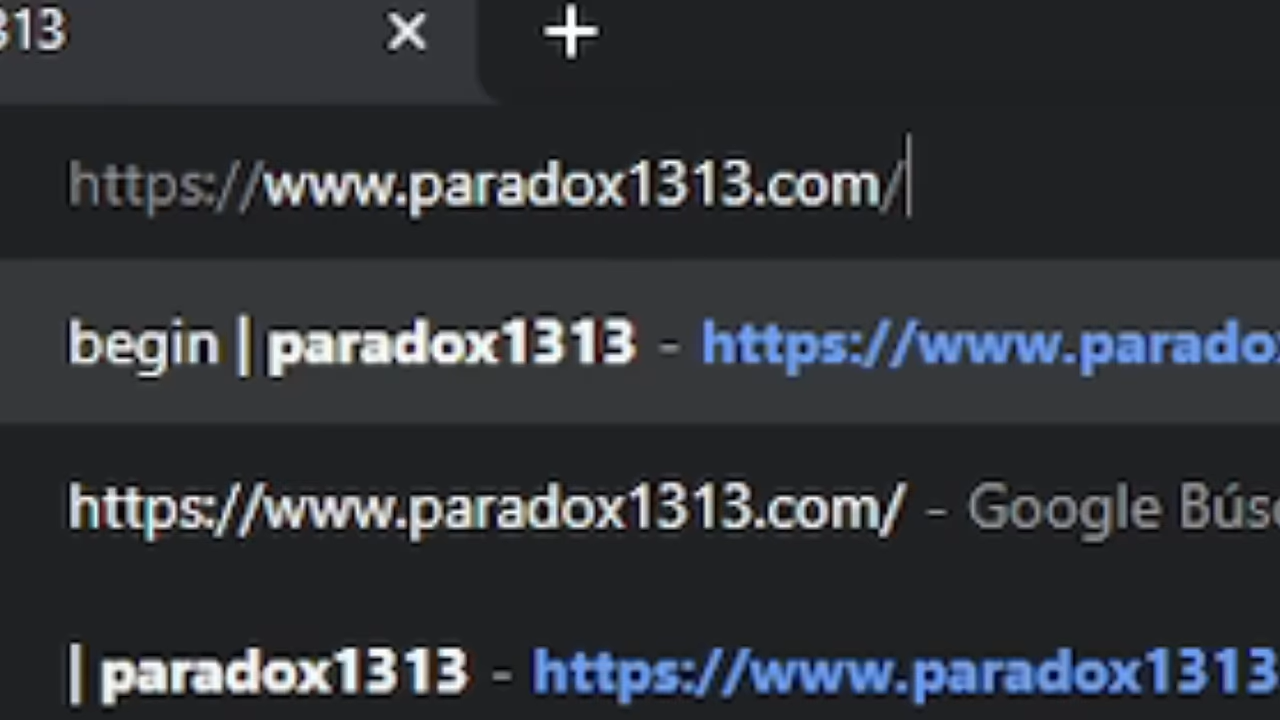 313
https://www.paradox1313.com/
begin | paradox1313 - https://www.parado
https://www.paradox1313.com/ - Google Bús
| paradox1313 - https://www.paradox1313